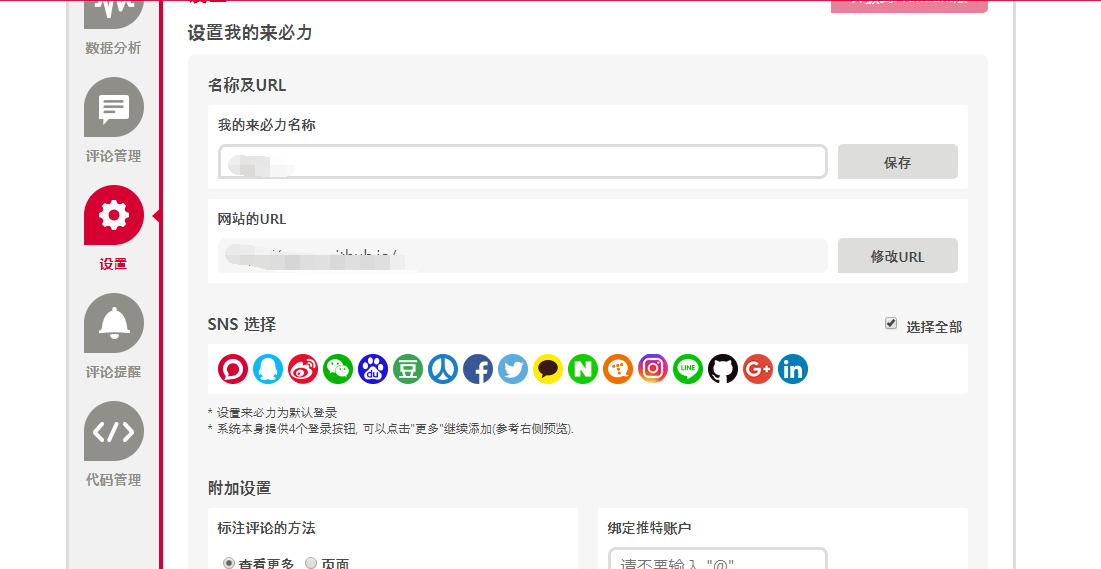 设置我的来必力
数据分析
名称及URL
我的来必力名称
保存
评论管理
网站的URL
修改URL
设置
SNS 选择
选择全部
du
豆
N
LINE
G+
in
* 设置来必力为默认登录
* 系统本身提供4个登录按钮, 可以点击"更多"继续添加(参考右侧预览).
评论提醒
代码管理
附加设置
标注评论的方法
绑定推特账户
查看更多 页面
请不要输入 "@"